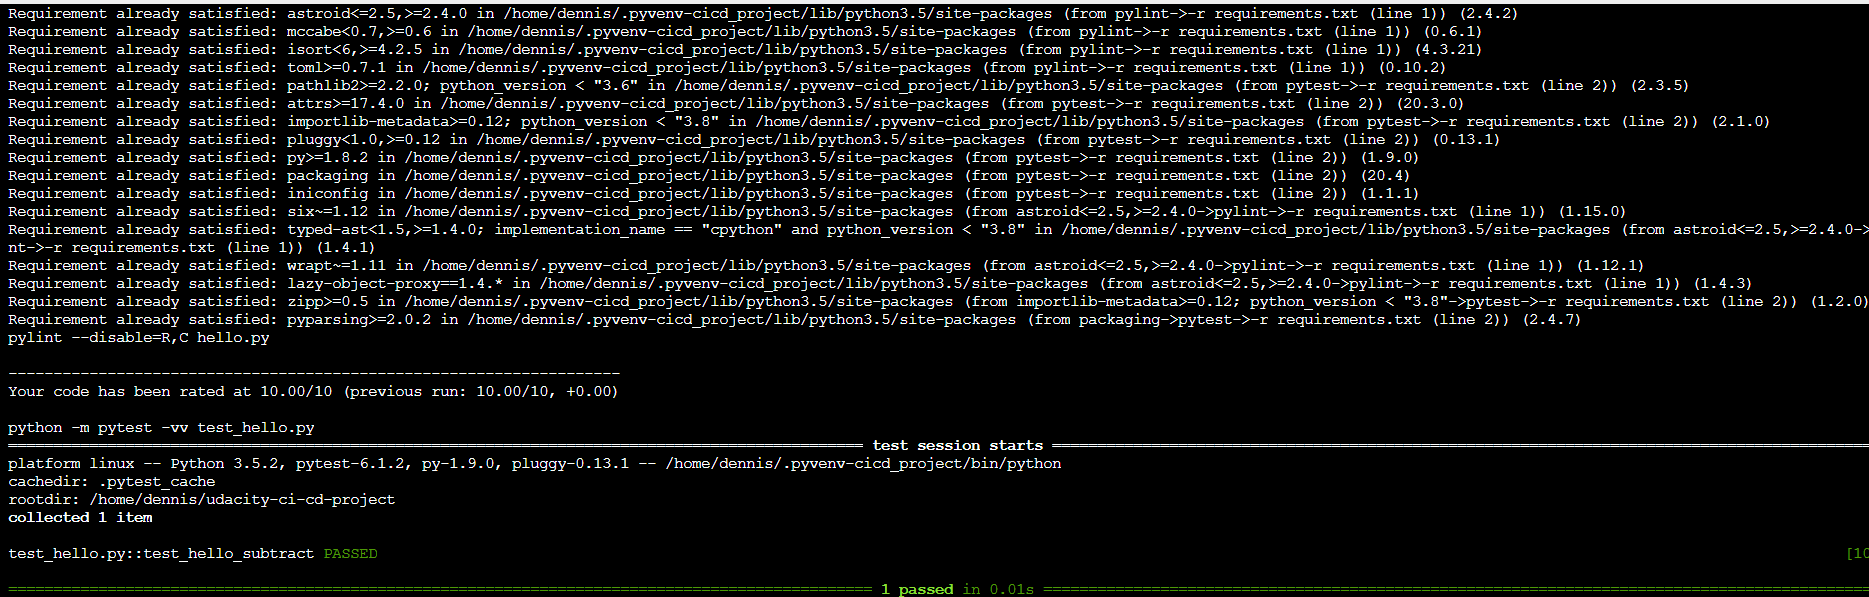 Requirement already satisfied: astroid<=2.5,>=2.4.0 in /home/dennis/.pyvenv-cicd_project/lib/python3.5/site-packages (from pylint->-r requirements.txt (line 1)) (2.4.2)
Requirement already satisfied: mccabe<0.7,>=0.6 in /home/dennis/.pyvenv-cicd_project/lib/python3.5/site-packages (from pylint->-r requirements.txt (line 1)) (0.6.1)
Requirement already satisfied: isort<6,>=4.2.5 in /home/dennis/.pyvenv-cicd_project/lib/python3.5/site-packages (from pylint->-r requirements.txt (line 1)) (4.3.21)
Requirement already satisfied: toml>=0.7.1 in /home/dennis/.pyvenv-cicd_project/lib/python3.5/site-packages (from pylint->-r requirements.txt (line 1)) (0.10.2)
Requirement already satisfied: pathlib2>=2.2.0; python_version < "3.6" in /home/dennis/.pyvenv-cicd_project/lib/python3.5/site-packages (from pytest->-r requirements.txt (line 2)) (2.3.5)
Requirement already satisfied: attrs>=17.4.0 in /home/dennis/.pyvenv-cicd_project/lib/python3.5/site-packages (from pytest->-r requirements.txt (line 2)) (20.3.0)
Requirement already satisfied: importlib-metadata>=0.12; python_version < "3.8" in /home/dennis/.pyvenv-cicd_project/lib/python3.5/site-packages (from pytest->-r requirements.txt (line 2)) (2.1.0)
Requirement already satisfied: pluggy<1.0,>=0.12 in /home/dennis/.pyvenv-cicd_project/lib/python3.5/site-packages (from pytest->-r requirements.txt (line 2)) (0.13.1)
Requirement already satisfied: py>=1.8.2 in /home/dennis/.pyvenv-cicd_project/lib/python3.5/site-packages (from pytest->-r requirements.txt (line 2)) (1.9.0)
Requirement already satisfied: packaging in /home/dennis/.pyvenv-cicd_project/lib/python3.5/site-packages (from pytest->-r requirements.txt (line 2)) (20.4)
Requirement already satisfied: iniconfig in /home/dennis/.pyvenv-cicd_project/lib/python3.5/site-packages (from pytest->-r requirements.txt (line 2)) (1.1.1)
Requirement already satisfied: six~=1.12 in /home/dennis/.pyvenv-cicd_project/lib/python3.5/site-packages (from astroid<=2.5,>=2.4.0->pylint->-r requirements.txt (line 1)) (1.15.0)
Requirement already satisfied: typed-ast<1.5,>=1.4.0; implementation_name == "cpython" and python_version < "3.8" in /home/dennis/.pyvenv-cicd_project/lib/python3.5/site-packages (from astroid<=2.5,>=2.4.0->
nt->-r requirements.txt (line 1)) (1.4.1)
Requirement already satisfied: wrapt~=1.11 in /home/dennis/.pyvenv-cicd_project/lib/python3.5/site-packages (from astroid<=2.5,>=2.4.0->pylint->-r requirements.txt (line 1)) (1.12.1)
Requirement already satisfied: lazy-object-proxy==1.4.* in /home/dennis/.pyvenv-cicd_project/lib/python3.5/site-packages (from astroid<=2.5,>=2.4.0->pylint->-r requirements.txt (line 1)) (1.4.3)
Requirement already satisfied: zipp>=0.5 in /home/dennis/.pyvenv-cicd_project/lib/python3.5/site-packages (from importlib-metadata>=0.12; python_version < "3.8"->pytest->-r requirements.txt (line 2)) (1.2.0)
Requirement already satisfied: pyparsing>=2.0.2 in /home/dennis/.pyvenv-cicd_project/lib/python3.5/site-packages (from packaging->pytest->-r requirements.txt (line 2)) (2.4.7)
pylint --disable=R,C hello.py
--------------------------------------------------------------------
Your code has been rated at 10.00/10 (previous run: 10.00/10, +0.00)
python -m pytest -vv test_hello.py
=============================================================================================== test session starts ===========================================================================================
platform linux -- Python 3.5.2, pytest-6.1.2, py-1.9.0, pluggy-0.13.1 -- /home/dennis/.pyvenv-cicd_project/bin/python
cachedir: .pytest_cache
rootdir: /home/dennis/udacity-ci-cd-project
collected 1 item
test_hello.py::test_hello_subtract PASSED [10
================================================================================================ 1 passed in 0.01s ============================================================================================